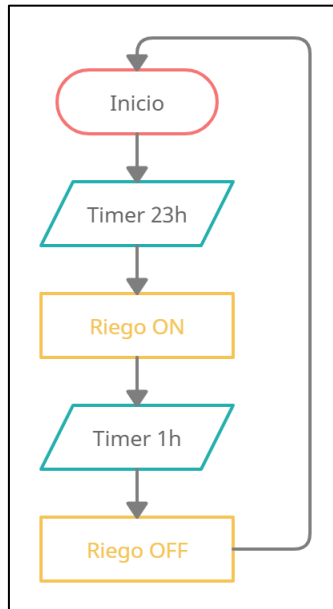 Inicio
Timer 23h
Riego ON
Timer 1h
Riego OFF